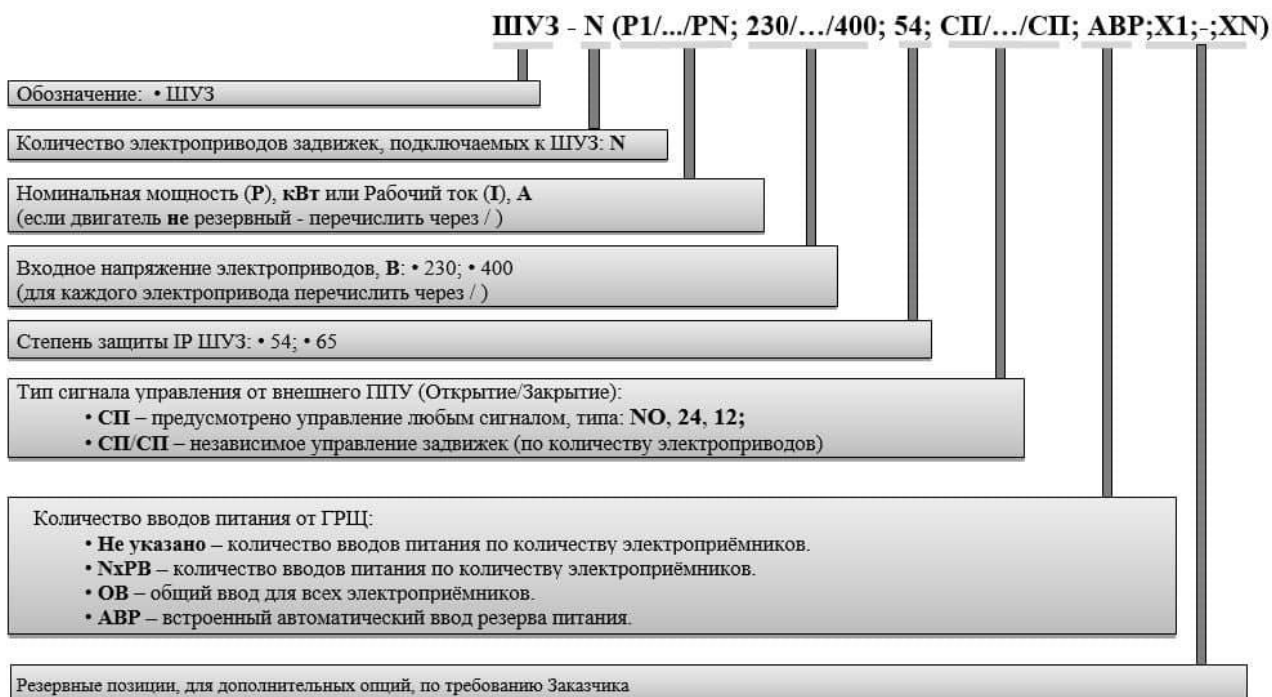 ШУЗ - N (P1/.../PN; 230/.../400; 54; СП/.../СП; АВР;X1;-;XN)
Обозначение: • ШУЗ
Количество электроприводов задвижек, подключаемых к ШУЗ: N
Номинальная мощность (P), кВт или Рабочий ток (I), А
(если двигатель не резервный - перечислить через / )
Входное напряжение электроприводов, В: • 230; • 400
(для каждого электропривода перечислить через / )
Степень защиты IP ШУЗ: • 54; • 65
Тип сигнала управления от внешнего ППУ (Открытие/Закрытие):
• СП – предусмотрено управление любым сигналом, типа: NO, 24, 12;
• СП/СП – независимое управление задвижек (по количеству электроприводов)
Количество вводов питания от ГРЩ:
• Не указано – количество вводов питания по количеству электроприёмников.
• NxРВ – количество вводов питания по количеству электроприёмников.
• ОВ – общий ввод для всех электроприёмников.
• АВР – встроенный автоматический ввод резерва питания.
Резервные позиции, для дополнительных опций, по требованию Заказчика